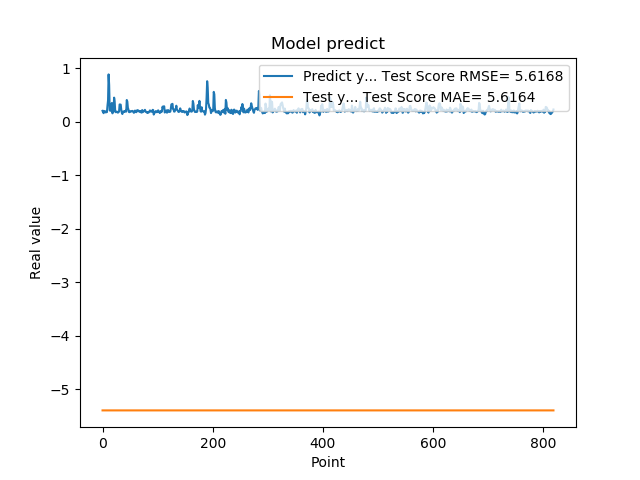 Model predict
Predict y... Test Score RMSE= 5.6168
Test y... Test Score MAE= 5.6164
Real value
1
0
−1
−2
−3
−4
−5
0
200
400
600
800
Point